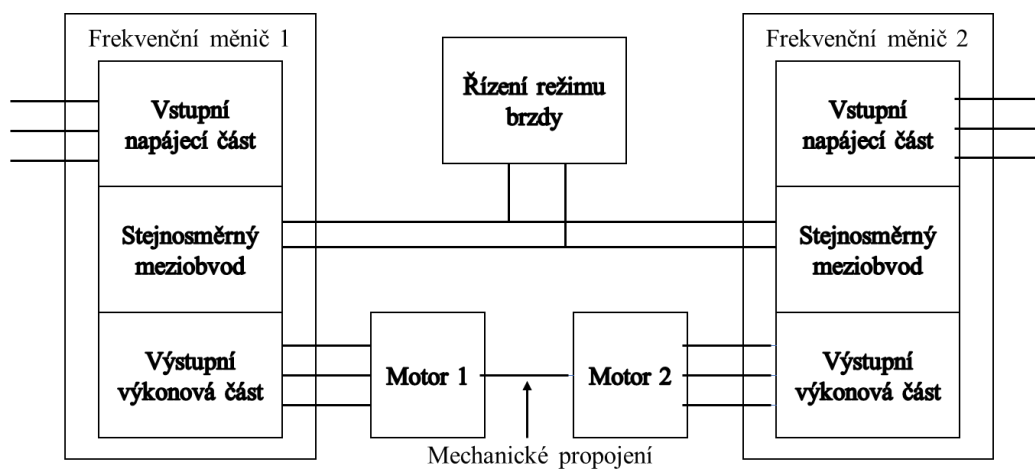 Frekvenční měnič 1
Vstupní
napájecí část
Stejnosměrný
meziobvod
Výstupní
výkonová část
Řízení režimu
brzdy
Motor 1
Motor 2
Mechanické propojení
Frekvenční měnič 2
Vstupní
napájecí část
Stejnosměrný
meziobvod
Výstupní
výkonová část